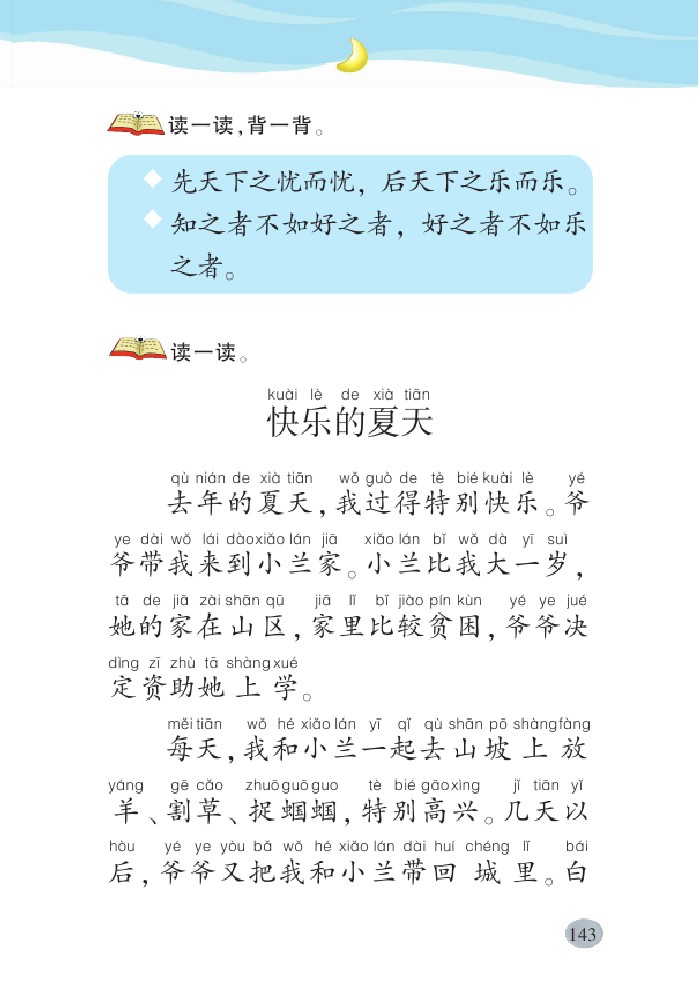 读一读,背一背。
先天下之忧而忧，后天下之乐而乐。
知之者不如好之者，好之者不如乐
之者。
读一读。
kuài lè de xià tiān
快乐的夏天
qù nián de xià tiān wǒ guò de tè bié kuài lè yé
去年的夏天,我过得特别快乐。爷
ye dài wǒ lái dào xiǎo lán jiā xiǎo lán bǐ wǒ dà yī suì
爷带我来到小兰家。小兰比我大一岁，
tā de jiā zài shān qū jiā lǐ bǐ jiào pín kùn yé ye jué
她的家在山区,家里比较贫困,爷爷决
dìng zī zhù tā shàng xué
定资助她上学。
měi tiān wǒ hé xiǎo lán yī qǐ qù shān pō shàng fàng
每天,我和小兰一起去山坡上放
yáng gē cǎo zhuō guō guo tè bié gāo xìng jǐ tiān yǐ
羊、割草、捉蝈蝈,特别高兴。几天以
hòu yé ye yòu bǎ wǒ hé xiǎo lán dài huí chéng lǐ bái
后,爷爷又把我和小兰带回城里。白
143